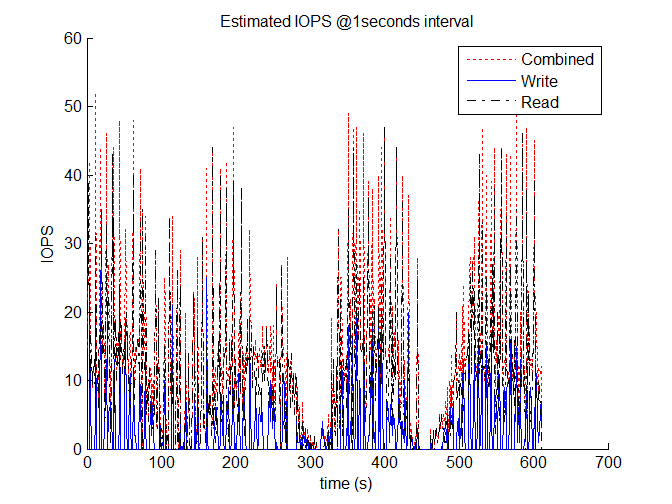 Estimated IOPS @1seconds interval
60
50
40
30
20
10
0
IOPS
Combined
Write
Read
0 100 200 300 400 500 600 700
time (s)